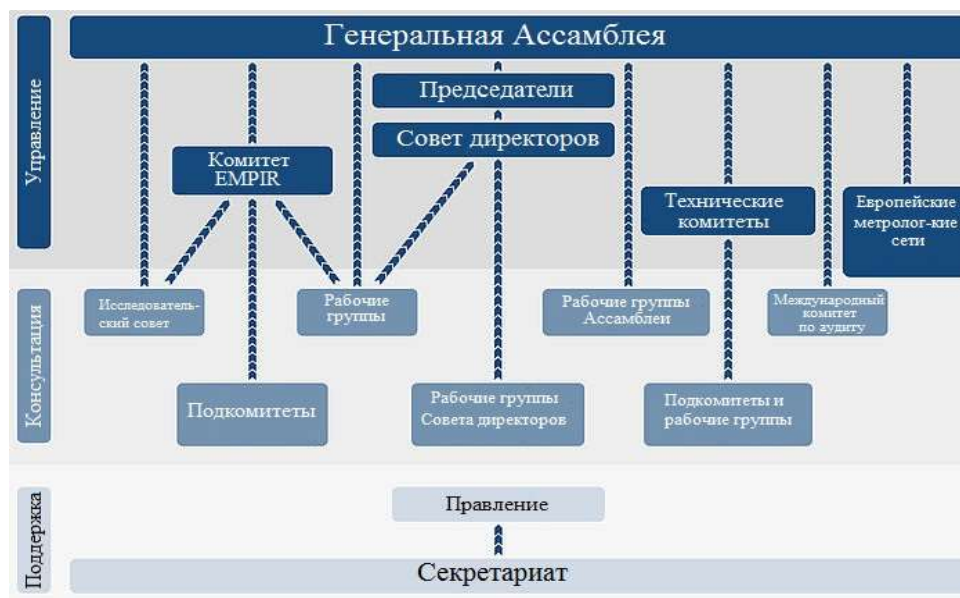 Управление
Генеральная Ассамблея
Председатели
Совет директоров
Комитет
EMPIR
Технические
комитеты
Европейские
метролог-кие
сети
Консультация
Исследователь-
ский совет
Рабочие
группы
Рабочие группы
Ассамблеи
Международный
комитет
по аудиту
Подкомитеты
Рабочие группы
Совета директоров
Подкомитеты и
рабочие группы
Поддержка
Правление
Секретариат